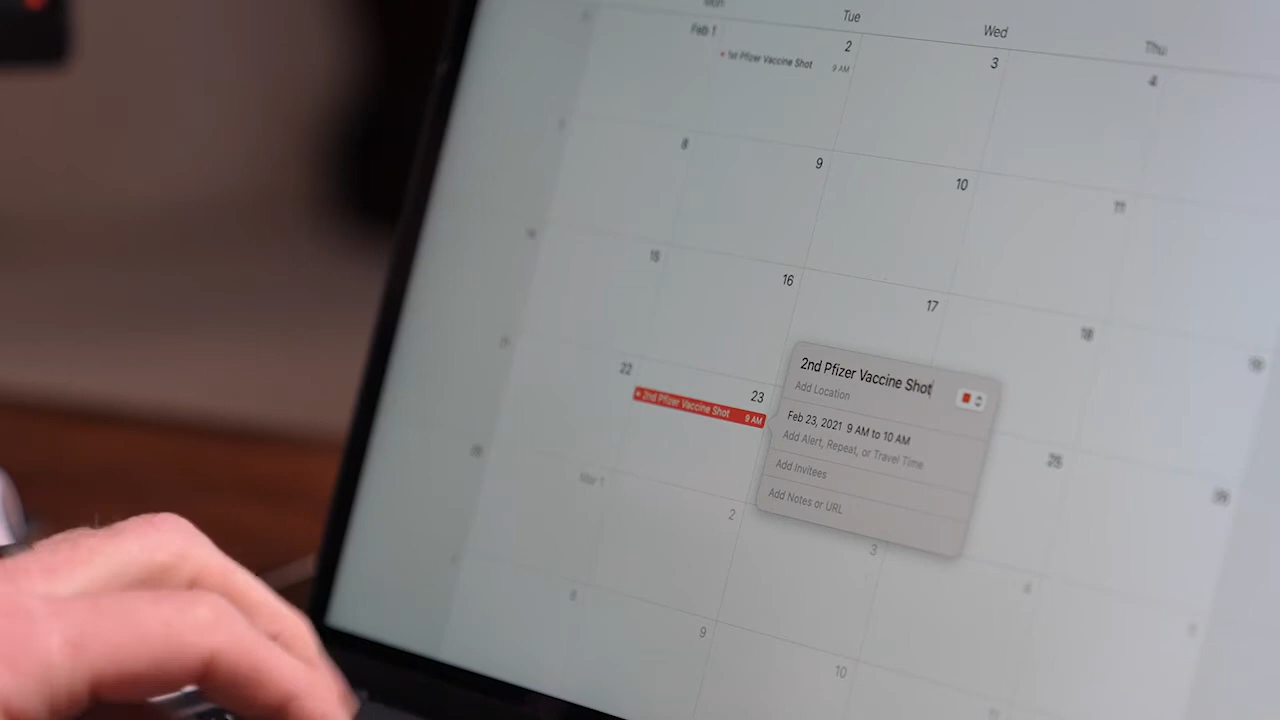 Mon Tue Wed Thu
Feb 1 2 3 4
1st Pfizer Vaccine Shot 9 AM
8 9 10 11
15 16 17 18
22 23 25
2nd Pfizer Vaccine Shot 9 AM
2nd Pfizer Vaccine Shot
Add Location
Feb 23, 2021 9 AM to 10 AM
Add Alert, Repeat, or Travel Time
Add Invitees
Add Notes or URL
Mar 1 2 3 4
8 9 10